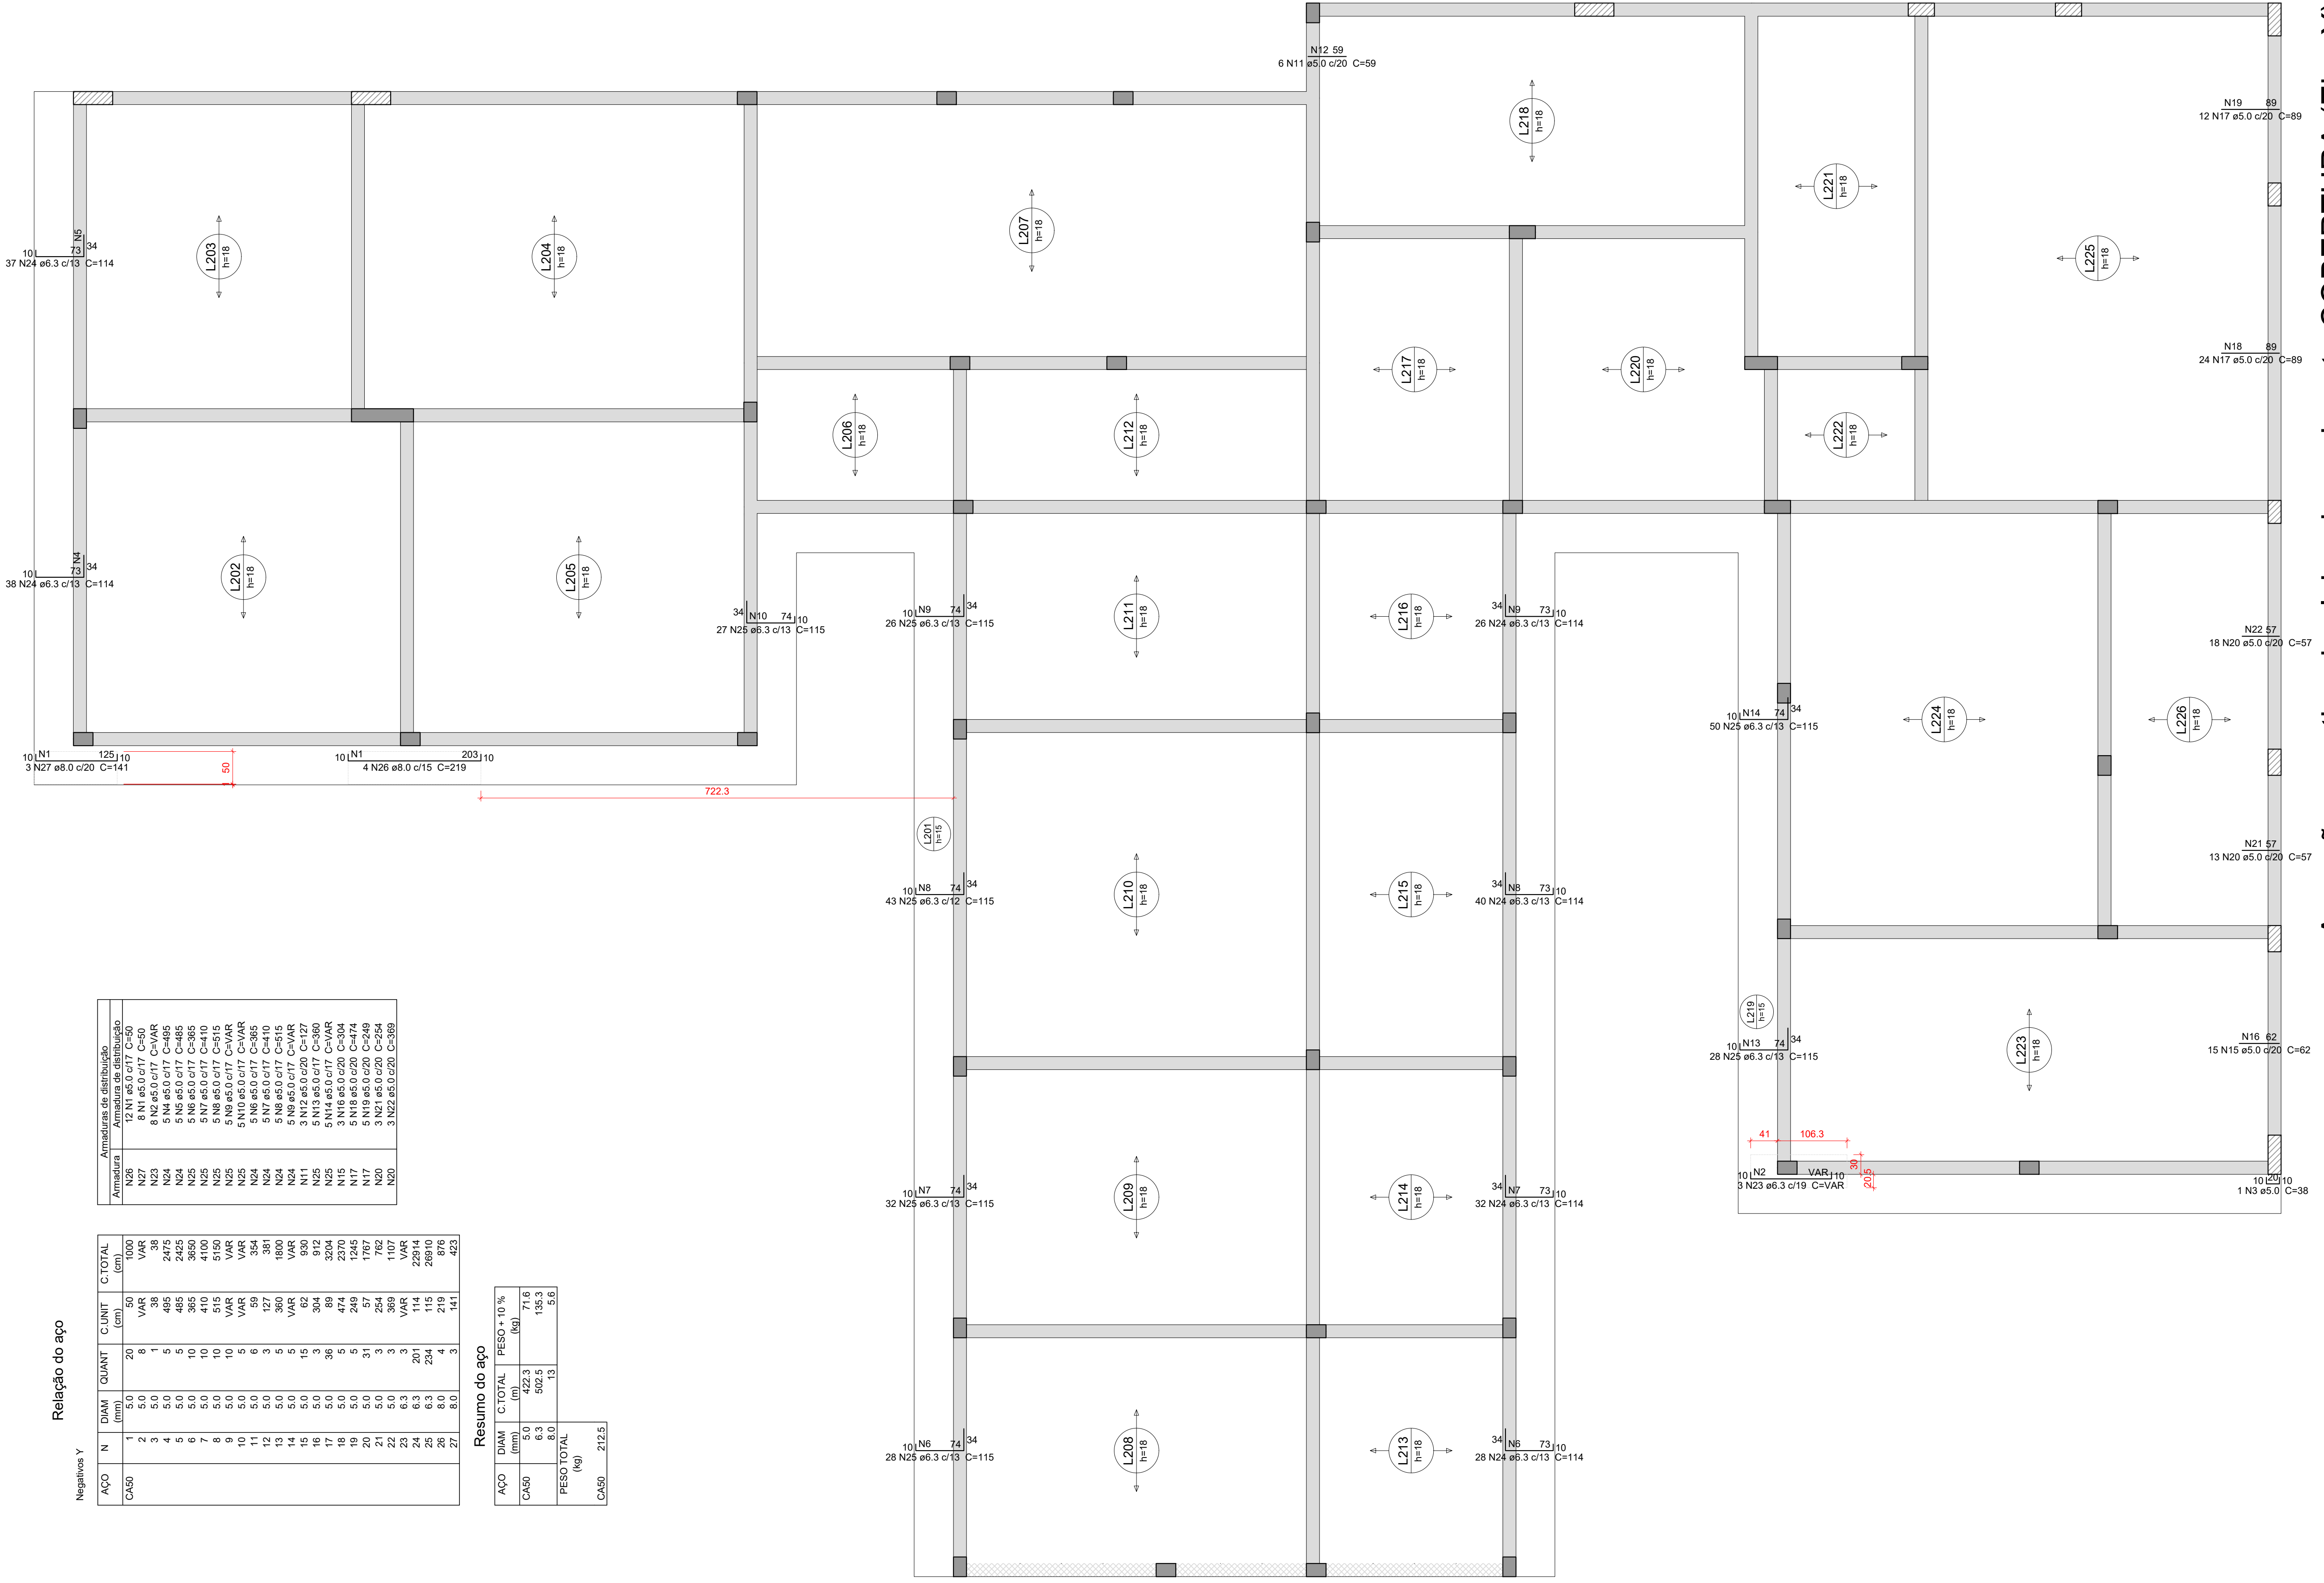 Relação do aço
Negativos Y
AÇO N DIAM (mm) QUANT C.UNIT (cm) C.TOTAL (cm)
CA50 1 5.0 20 50 1000
2 5.0 8 VAR VAR
3 5.0 1 38 38
4 5.0 5 495 2475
5 5.0 5 485 2425
6 5.0 10 365 3650
7 5.0 10 410 4100
8 5.0 10 515 5150
9 5.0 10 VAR VAR
10 5.0 5 VAR VAR
11 5.0 6 59 354
12 5.0 3 127 381
13 5.0 5 360 1800
14 5.0 5 VAR VAR
15 5.0 15 62 930
16 5.0 3 304 912
17 5.0 36 89 3204
18 5.0 5 474 2370
19 5.0 5 249 1245
20 5.0 31 57 1767
21 5.0 3 254 762
22 5.0 3 369 1107
23 6.3 3 VAR VAR
24 6.3 201 114 22914
25 6.3 234 115 26910
26 8.0 4 219 876
27 8.0 3 141 423
Resumo do aço
AÇO DIAM (mm) C.TOTAL (m) PESO + 10 % (kg)
CA50 5.0 422.3 71.6
6.3 502.5 135.3
8.0 13 5.6
PESO TOTAL
(kg)
CA50 212.5
Armaduras de distribuição
Armadura Armadura de distribuição
N26 12 N1 ø5.0 c/17 C=50
N27 8 N1 ø5.0 c/17 C=50
N23 8 N2 ø5.0 c/17 C=VAR
N24 5 N4 ø5.0 c/17 C=495
N24 5 N5 ø5.0 c/17 C=485
N25 5 N6 ø5.0 c/17 C=365
N25 5 N7 ø5.0 c/17 C=410
N25 5 N8 ø5.0 c/17 C=515
N25 5 N9 ø5.0 c/17 C=VAR
N25 5 N10 ø5.0 c/17 C=VAR
N24 5 N6 ø5.0 c/17 C=365
N24 5 N7 ø5.0 c/17 C=410
N24 5 N8 ø5.0 c/17 C=515
N24 5 N9 ø5.0 c/17 C=VAR
N11 3 N12 ø5.0 c/20 C=127
N25 5 N13 ø5.0 c/17 C=360
N25 5 N14 ø5.0 c/17 C=VAR
N15 3 N16 ø5.0 c/20 C=304
N17 5 N18 ø5.0 c/20 C=474
N17 5 N19 ø5.0 c/20 C=249
N20 3 N21 ø5.0 c/20 C=254
N20 3 N22 ø5.0 c/20 C=369
N12 59
6 N11 ø5.0 c/20 C=59
N19 89
12 N17 ø5.0 c/20 C=89
L218
h=18
L221
h=18
L203
h=18
L204
h=18
L207
h=18
L225
h=18
10 73 N5 34
37 N24 ø6.3 c/13 C=114
N18 89
24 N17 ø5.0 c/20 C=89
L217
h=18
L220
h=18
L206
h=18
L212
h=18
L222
h=18
10 73 N4 34
38 N24 ø6.3 c/13 C=114
L202
h=18
L205
h=18
34 N10 74 10
27 N25 ø6.3 c/13 C=115
10 N9 74 34
26 N25 ø6.3 c/13 C=115
L211
h=18
L216
h=18
34 N9 73 10
26 N24 ø6.3 c/13 C=114
N22 57
18 N20 ø5.0 c/20 C=57
10 N14 74 34
50 N25 ø6.3 c/13 C=115
L224
h=18
L226
h=18
10 N1 125 10
3 N27 ø8.0 c/20 C=141
50
10 N1 203 10
4 N26 ø8.0 c/15 C=219
722.3
L201
h=15
10 N8 74 34
43 N25 ø6.3 c/12 C=115
L210
h=18
L215
h=18
34 N8 73 10
40 N24 ø6.3 c/13 C=114
N21 57
13 N20 ø5.0 c/20 C=57
L219
h=15
10 N13 74 34
28 N25 ø6.3 c/13 C=115
L223
h=18
N16 62
15 N15 ø5.0 c/20 C=62
41 106.3
30
20.5
10 N2 VAR 10
3 N23 ø6.3 c/19 C=VAR
10 20 10
1 N3 ø5.0 C=38
10 N7 74 34
32 N25 ø6.3 c/13 C=115
L209
h=18
L214
h=18
34 N7 73 10
32 N24 ø6.3 c/13 C=114
10 N6 74 34
28 N25 ø6.3 c/13 C=115
L208
h=18
L213
h=18
34 N6 73 10
28 N24 ø6.3 c/13 C=114